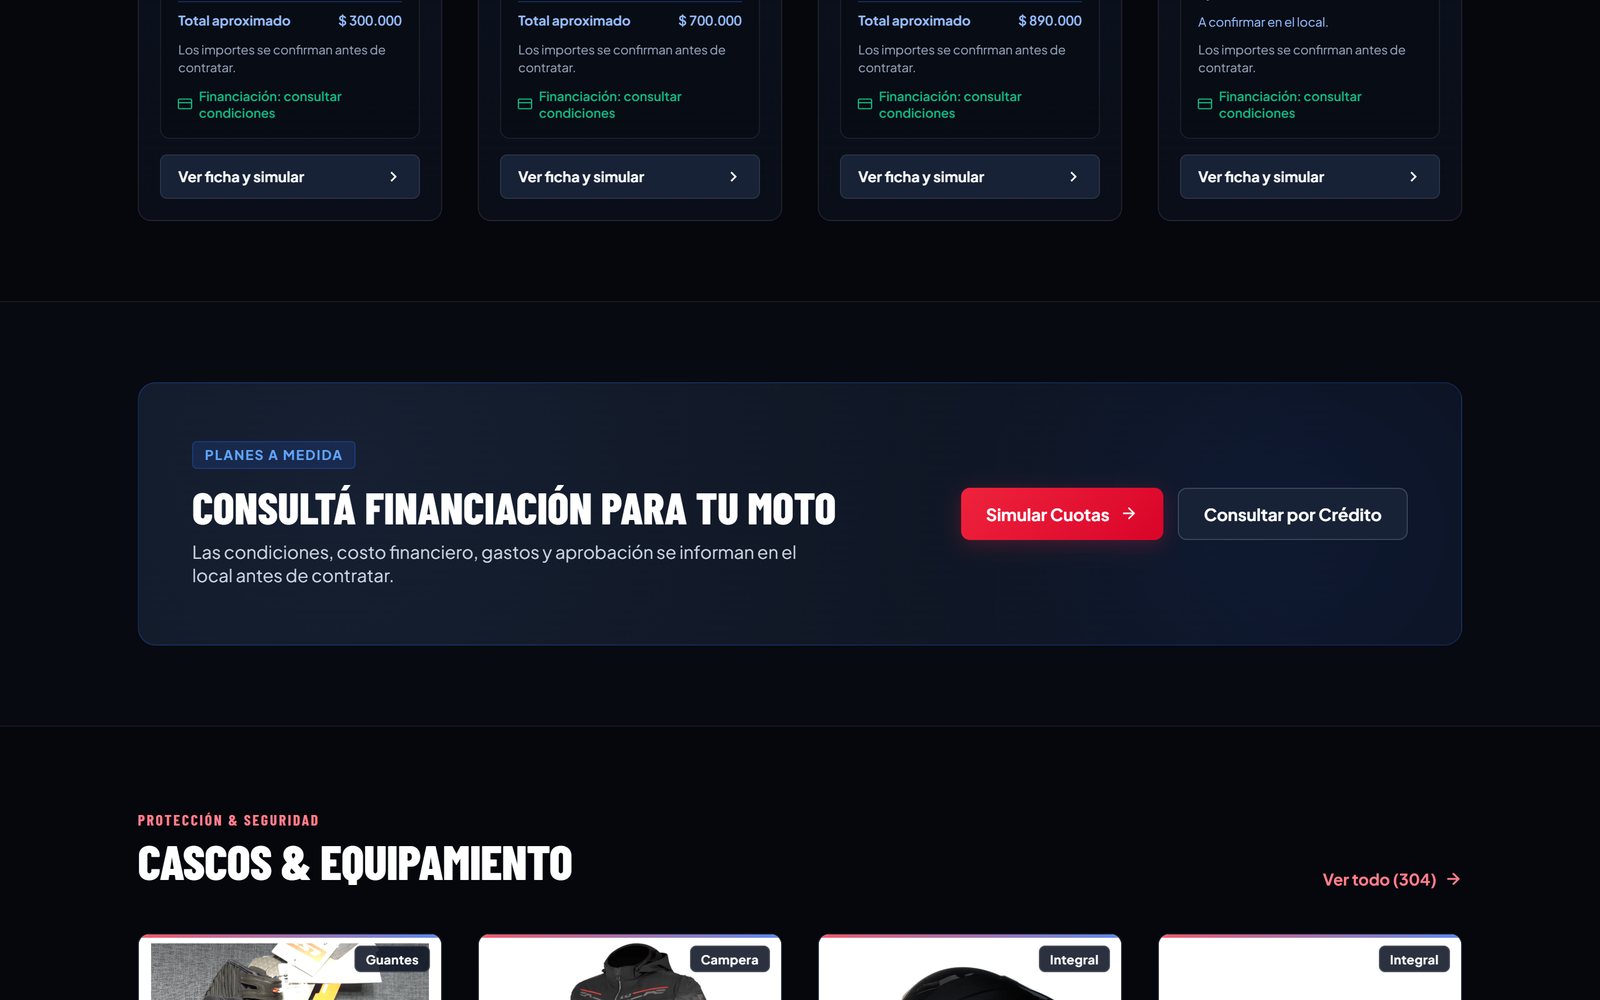 Total aproximado $ 300.000
Los importes se confirman antes de
contratar.
Financiación: consultar
condiciones
Ver ficha y simular
Total aproximado $ 700.000
Los importes se confirman antes de
contratar.
Financiación: consultar
condiciones
Ver ficha y simular
Total aproximado $ 890.000
Los importes se confirman antes de
contratar.
Financiación: consultar
condiciones
Ver ficha y simular
A confirmar en el local.
Los importes se confirman antes de
contratar.
Financiación: consultar
condiciones
Ver ficha y simular
PLANES A MEDIDA
CONSULTÁ FINANCIACIÓN PARA TU MOTO
Las condiciones, costo financiero, gastos y aprobación se informan en el
local antes de contratar.
Simular Cuotas
Consultar por Crédito
PROTECCIÓN & SEGURIDAD
CASCOS & EQUIPAMIENTO
Ver todo (304)
Guantes
Campera
Integral
Integral